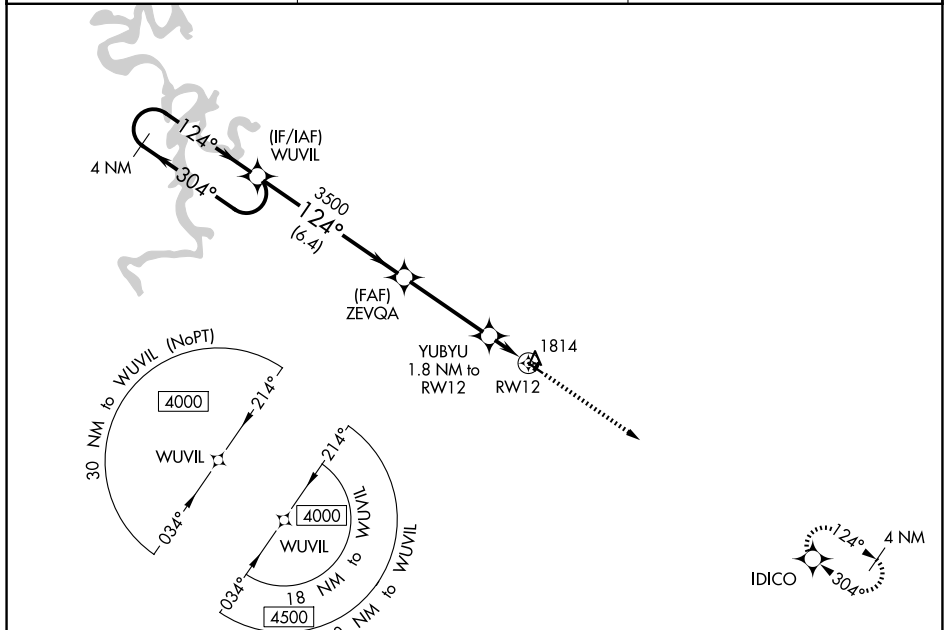 124°
4 NM
304°
(IF/IAF)
WUVIL
3500
124°
(6.4)
(FAF)
ZEVQA
YUBYU
1.8 NM to
RW12
1814
RW12
30 NM to WUVIL (NoPT)
4000
214°
WUVIL
034°
214°
4000
WUVIL
034°
18 NM to WUVIL
4500
NM to WUVIL
124°
4 NM
IDICO
304°